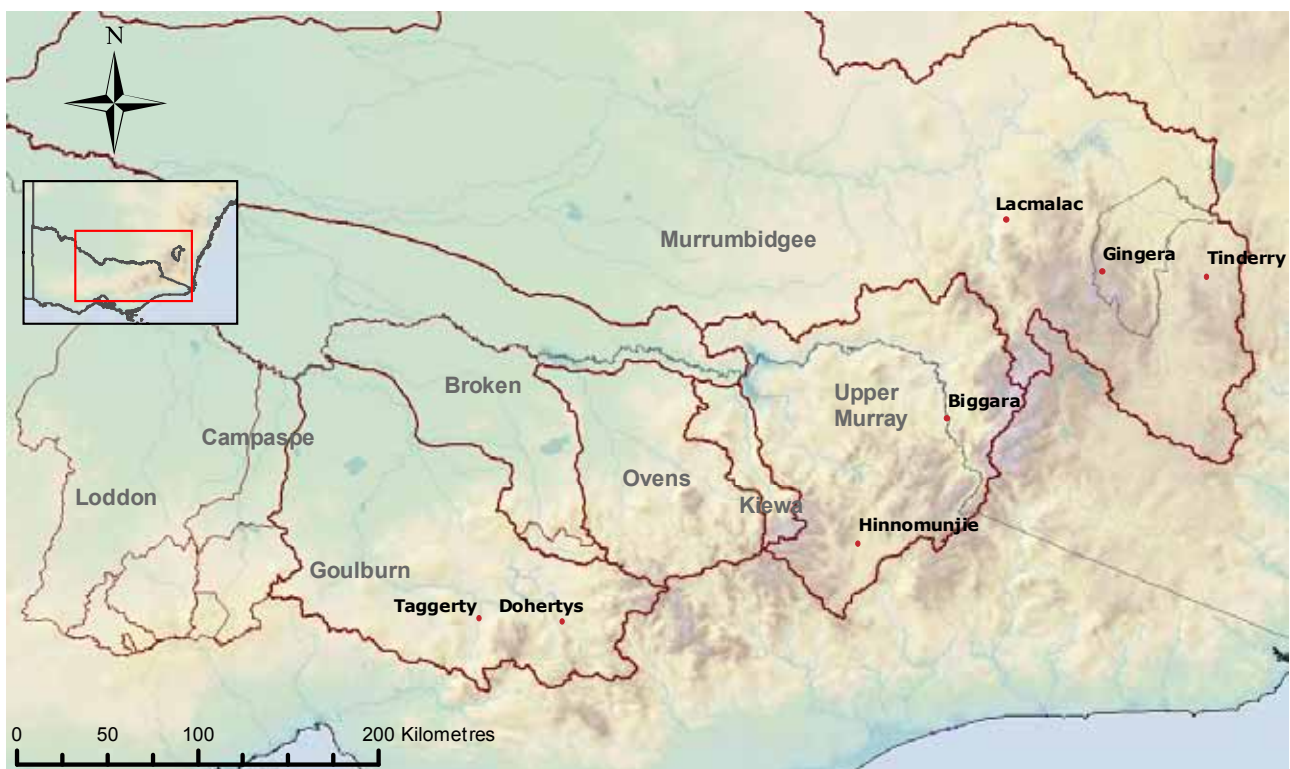 N
Lacmalac
Murrumbidgee
Gingera
Tinderry
Broken
Upper
Murray
Biggara
Campaspe
Ovens
Loddon
Kiewa
Hinnomunjie
Goulburn
Taggerty
Dohertys
0 50 100 200 Kilometres